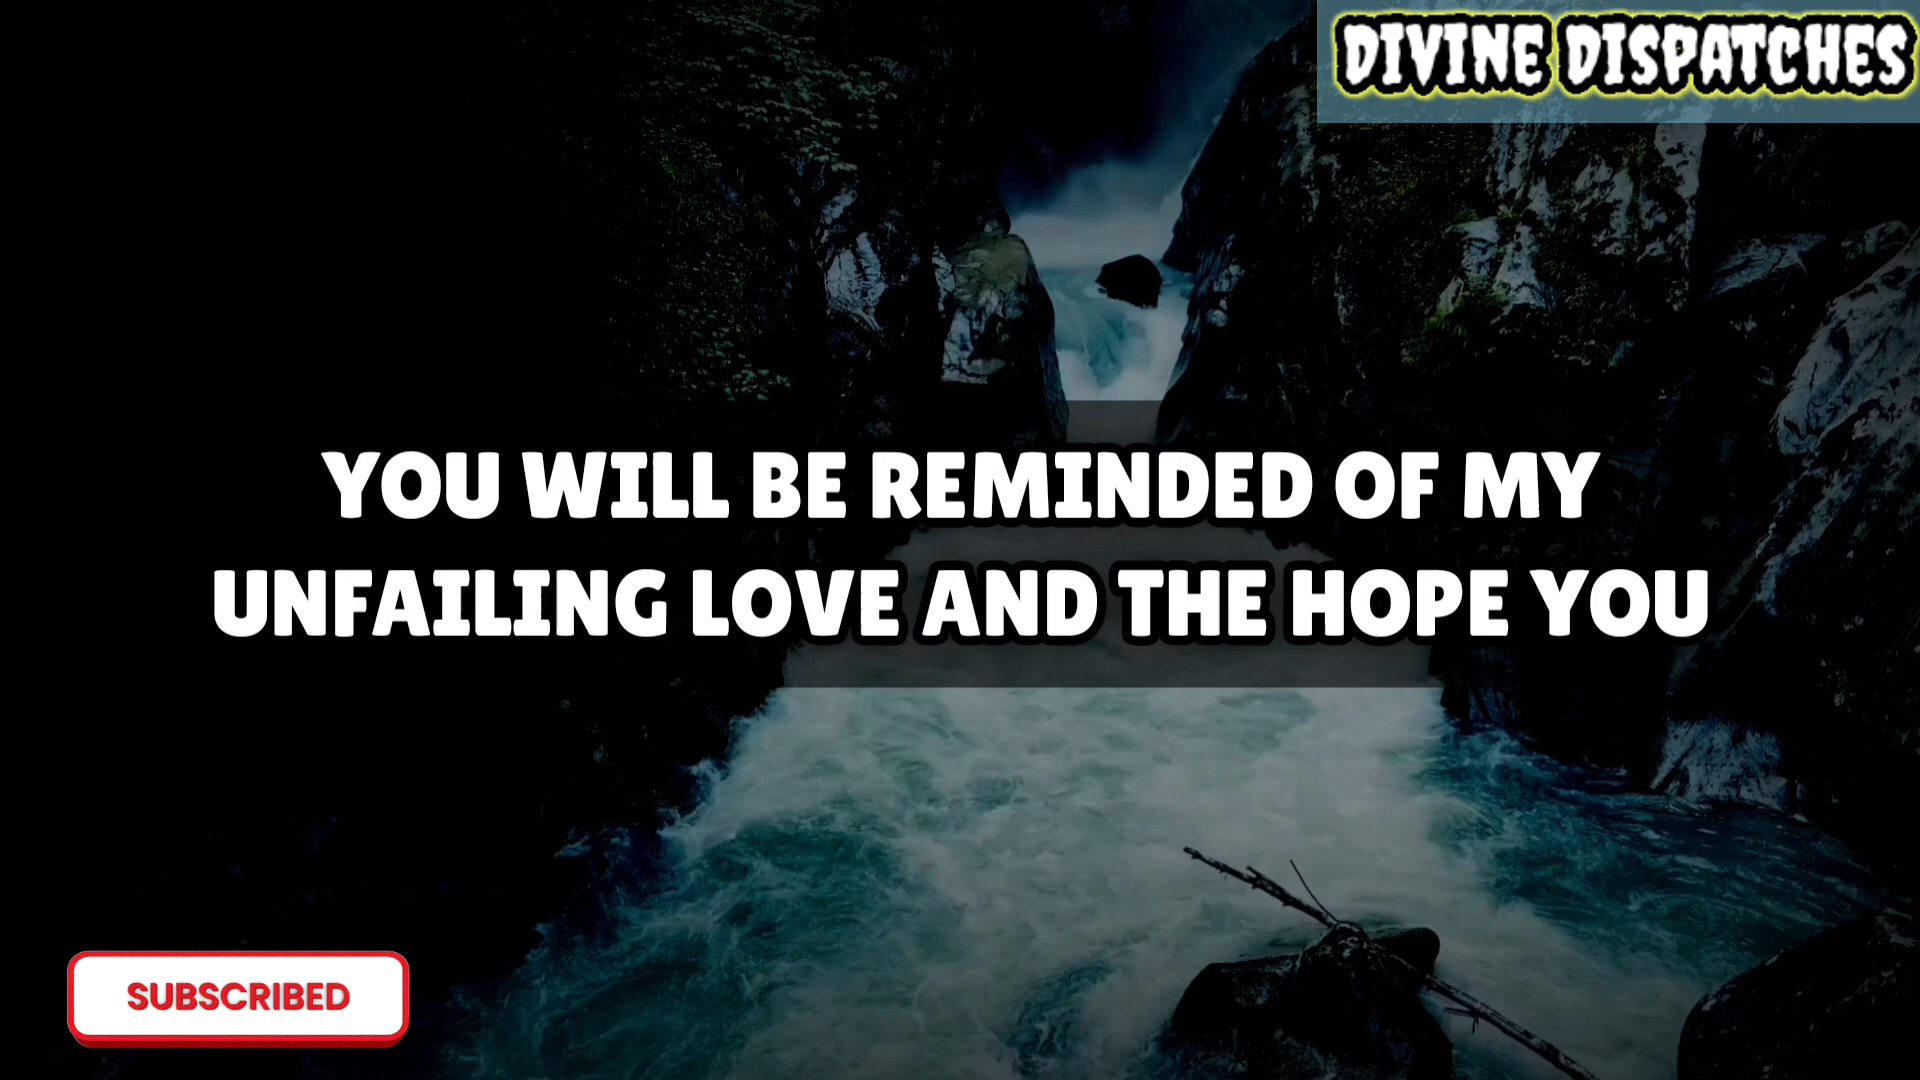 DIVINE DISPATCHES
YOU WILL BE REMINDED OF MY
UNFAILING LOVE AND THE HOPE YOU
SUBSCRIBED